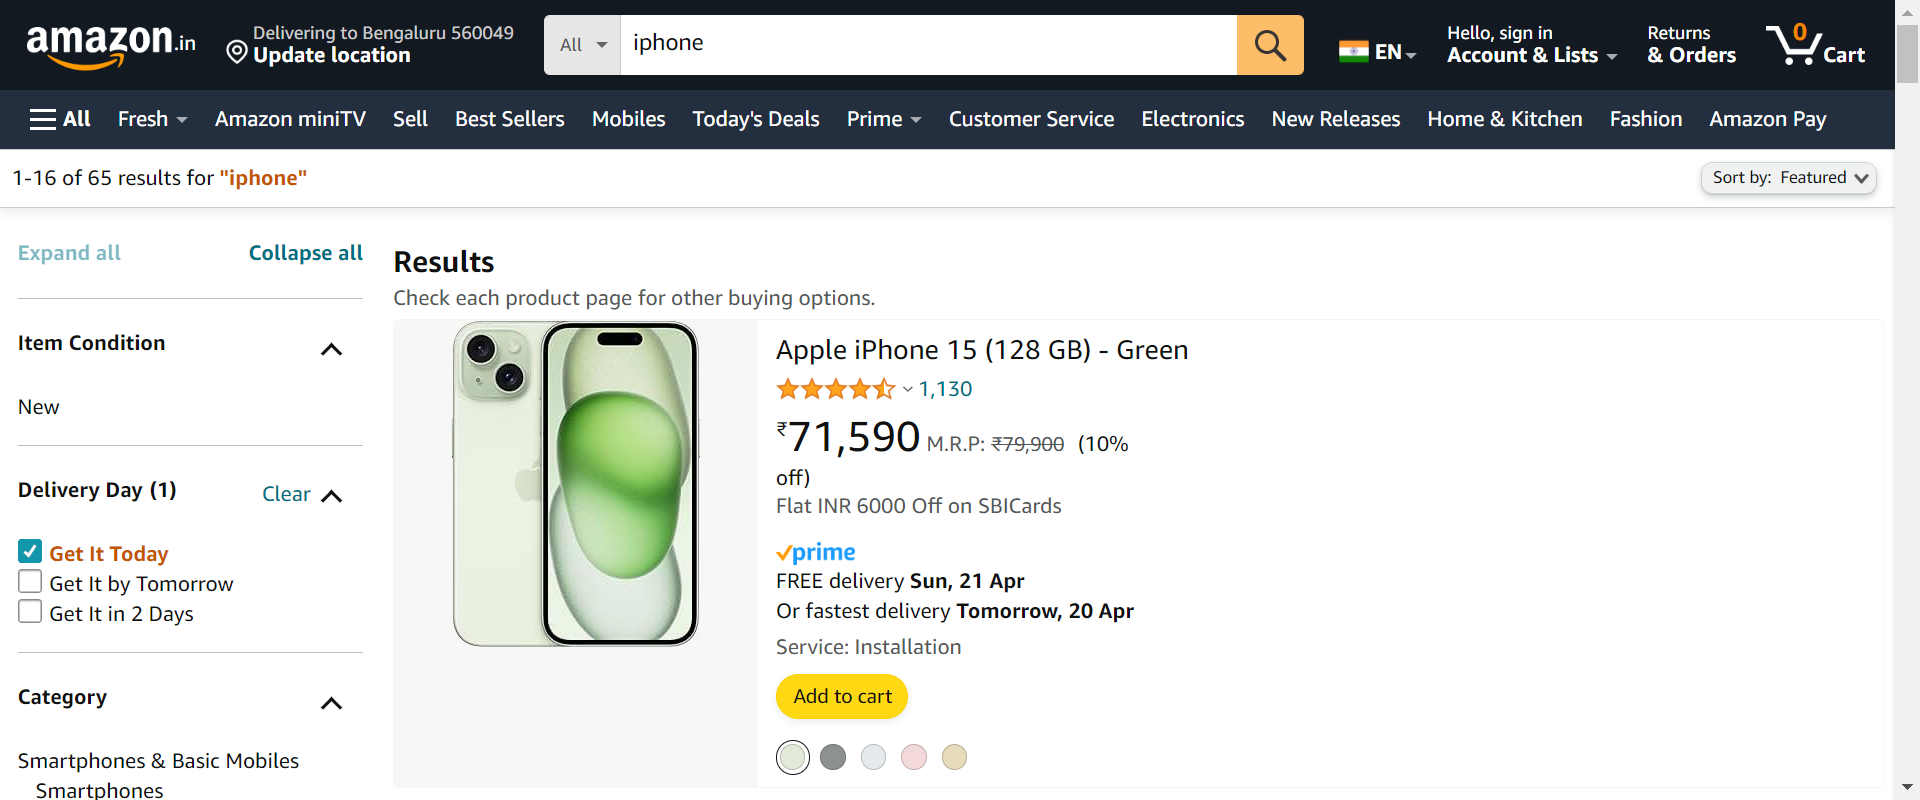 amazon.in
Delivering to Bengaluru 560049
Update location
All
iphone
EN
Hello, sign in
Account & Lists
Returns
& Orders
0
Cart
All
Fresh
Amazon miniTV
Sell
Best Sellers
Mobiles
Today's Deals
Prime
Customer Service
Electronics
New Releases
Home & Kitchen
Fashion
Amazon Pay
1-16 of 65 results for "iphone"
Sort by: Featured
Expand all
Collapse all
Item Condition
New
Delivery Day (1)
Clear
Get It Today
Get It by Tomorrow
Get It in 2 Days
Category
Smartphones & Basic Mobiles
Smartphones
Results
Check each product page for other buying options.
Apple iPhone 15 (128 GB) - Green
1,130
₹71,590 M.R.P: ₹79,900 (10%
off)
Flat INR 6000 Off on SBICards
prime
FREE delivery Sun, 21 Apr
Or fastest delivery Tomorrow, 20 Apr
Service: Installation
Add to cart